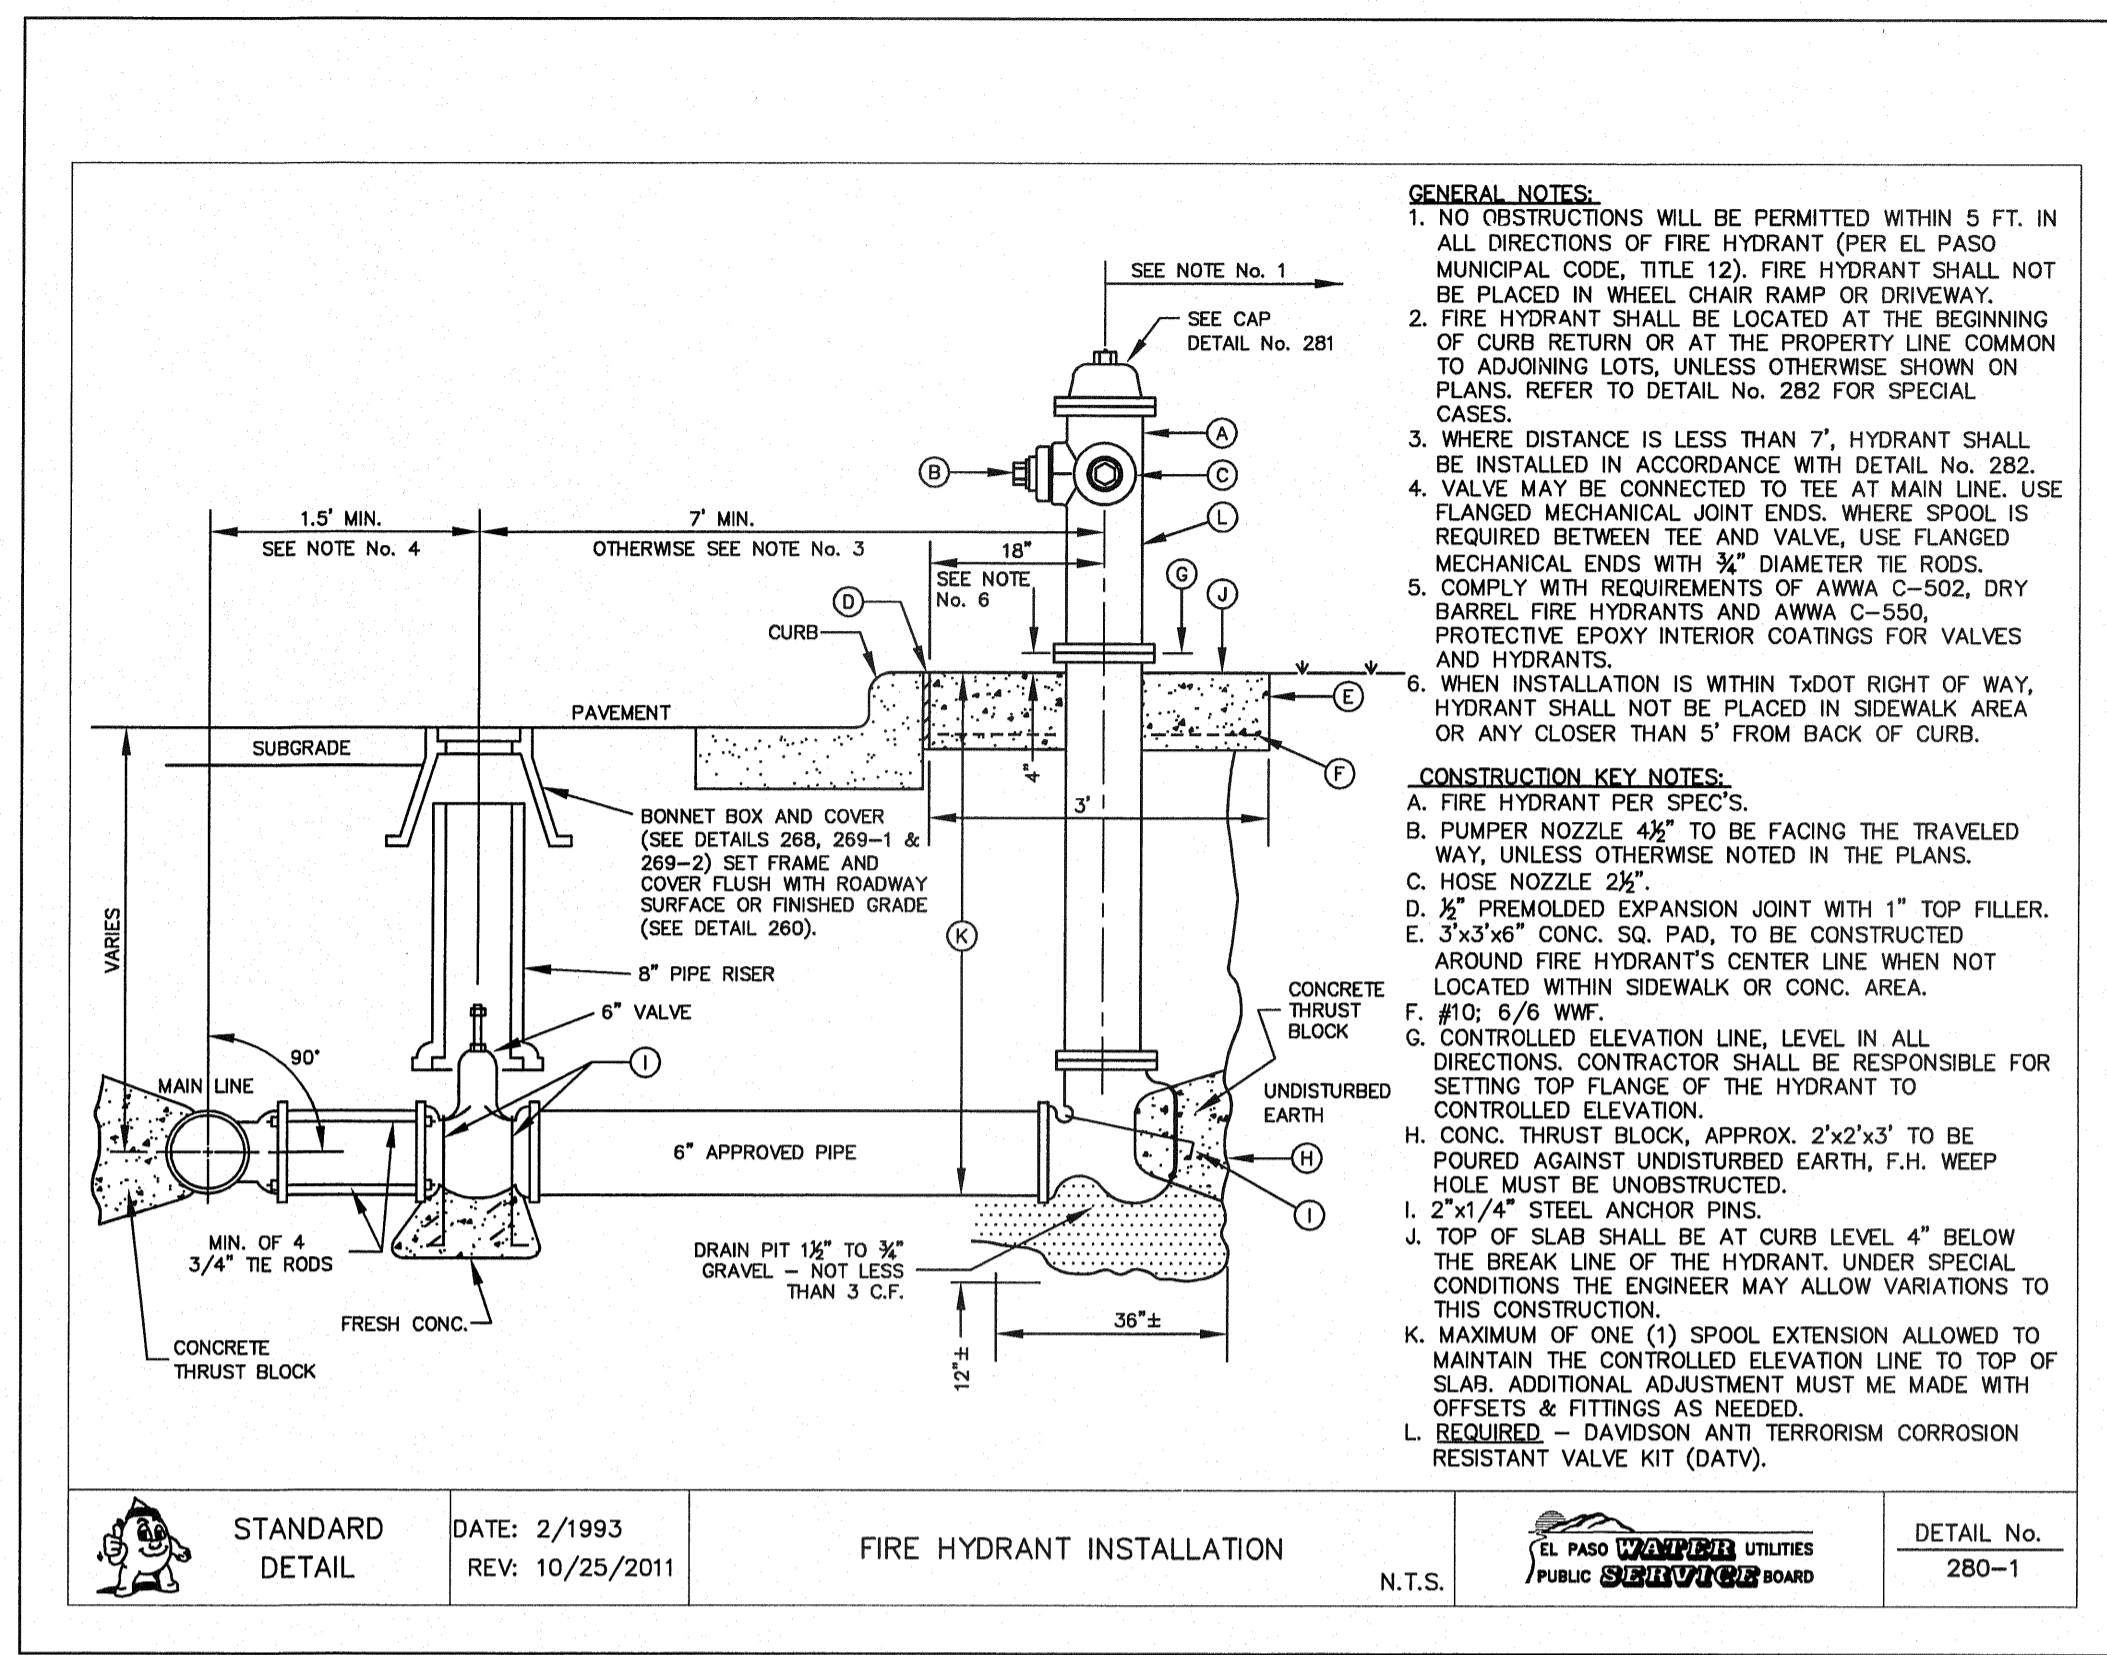 GENERAL NOTES:
1. NO OBSTRUCTIONS WILL BE PERMITTED WITHIN 5 FT. IN
ALL DIRECTIONS OF FIRE HYDRANT (PER EL PASO
MUNICIPAL CODE, TITLE 12). FIRE HYDRANT SHALL NOT
BE PLACED IN WHEEL CHAIR RAMP OR DRIVEWAY.
2. FIRE HYDRANT SHALL BE LOCATED AT THE BEGINNING
OF CURB RETURN OR AT THE PROPERTY LINE COMMON
TO ADJOINING LOTS, UNLESS OTHERWISE SHOWN ON
PLANS. REFER TO DETAIL No. 282 FOR SPECIAL
CASES.
3. WHERE DISTANCE IS LESS THAN 7', HYDRANT SHALL
BE INSTALLED IN ACCORDANCE WITH DETAIL No. 282.
4. VALVE MAY BE CONNECTED TO TEE AT MAIN LINE. USE
FLANGED MECHANICAL JOINT ENDS. WHERE SPOOL IS
REQUIRED BETWEEN TEE AND VALVE, USE FLANGED
MECHANICAL ENDS WITH ¾" DIAMETER TIE RODS.
5. COMPLY WITH REQUIREMENTS OF AWWA C-502, DRY
BARREL FIRE HYDRANTS AND AWWA C-550,
PROTECTIVE EPOXY INTERIOR COATINGS FOR VALVES
AND HYDRANTS.
6. WHEN INSTALLATION IS WITHIN TxDOT RIGHT OF WAY,
HYDRANT SHALL NOT BE PLACED IN SIDEWALK AREA
OR ANY CLOSER THAN 5' FROM BACK OF CURB.
CONSTRUCTION KEY NOTES:
A. FIRE HYDRANT PER SPEC'S.
B. PUMPER NOZZLE 4½" TO BE FACING THE TRAVELED
WAY, UNLESS OTHERWISE NOTED IN THE PLANS.
C. HOSE NOZZLE 2½".
D. ½" PREMOLDED EXPANSION JOINT WITH 1" TOP FILLER.
E. 3'x3'x6" CONC. SQ. PAD, TO BE CONSTRUCTED
AROUND FIRE HYDRANT'S CENTER LINE WHEN NOT
LOCATED WITHIN SIDEWALK OR CONC. AREA.
F. #10; 6/6 WWF.
G. CONTROLLED ELEVATION LINE, LEVEL IN ALL
DIRECTIONS. CONTRACTOR SHALL BE RESPONSIBLE FOR
SETTING TOP FLANGE OF THE HYDRANT TO
CONTROLLED ELEVATION.
H. CONC. THRUST BLOCK, APPROX. 2'x2'x3' TO BE
POURED AGAINST UNDISTURBED EARTH, F.H. WEEP
HOLE MUST BE UNOBSTRUCTED.
I. 2"x1/4" STEEL ANCHOR PINS.
J. TOP OF SLAB SHALL BE AT CURB LEVEL 4" BELOW
THE BREAK LINE OF THE HYDRANT. UNDER SPECIAL
CONDITIONS THE ENGINEER MAY ALLOW VARIATIONS TO
THIS CONSTRUCTION.
K. MAXIMUM OF ONE (1) SPOOL EXTENSION ALLOWED TO
MAINTAIN THE CONTROLLED ELEVATION LINE TO TOP OF
SLAB. ADDITIONAL ADJUSTMENT MUST ME MADE WITH
OFFSETS & FITTINGS AS NEEDED.
L. REQUIRED - DAVIDSON ANTI TERRORISM CORROSION
RESISTANT VALVE KIT (DATV).
SEE NOTE No. 1
SEE CAP
DETAIL No. 281
A
B
C
L
1.5' MIN.
SEE NOTE No. 4
7' MIN.
OTHERWISE SEE NOTE No. 3
18"
SEE NOTE
No. 6
G
J
D
CURB
E
F
PAVEMENT
SUBGRADE
4"
3'
BONNET BOX AND COVER
(SEE DETAILS 268, 269-1 &
269-2) SET FRAME AND
COVER FLUSH WITH ROADWAY
SURFACE OR FINISHED GRADE
(SEE DETAIL 260).
VARIES
K
8" PIPE RISER
6" VALVE
CONCRETE
THRUST
BLOCK
90°
I
MAIN LINE
UNDISTURBED
EARTH
6" APPROVED PIPE
H
I
MIN. OF 4
3/4" TIE RODS
DRAIN PIT 1½" TO ¾"
GRAVEL - NOT LESS
THAN 3 C.F.
FRESH CONC.
36"±
12"±
CONCRETE
THRUST BLOCK
STANDARD
DETAIL
DATE: 2/1993
REV: 10/25/2011
FIRE HYDRANT INSTALLATION
N.T.S.
EL PASO WATER UTILITIES
PUBLIC SERVICE BOARD
DETAIL No.
280-1